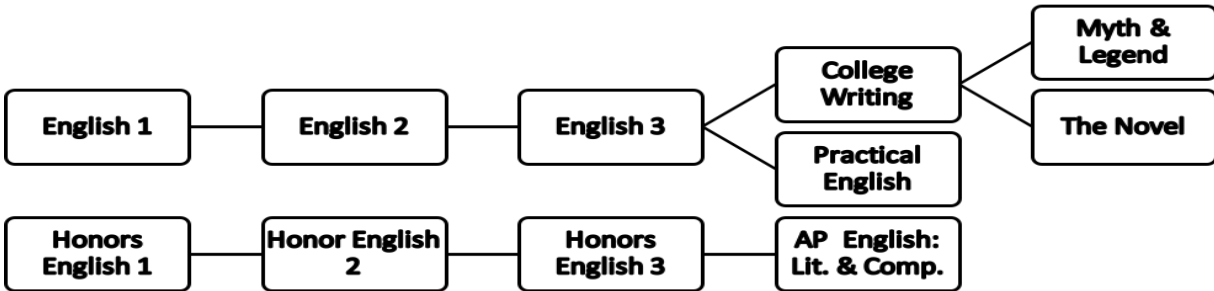 Myth &
Legend
College
Writing
English 1
English 2
English 3
The Novel
Practical
English
Honors
English 1
Honor English
2
Honors
English 3
AP English:
Lit. & Comp.